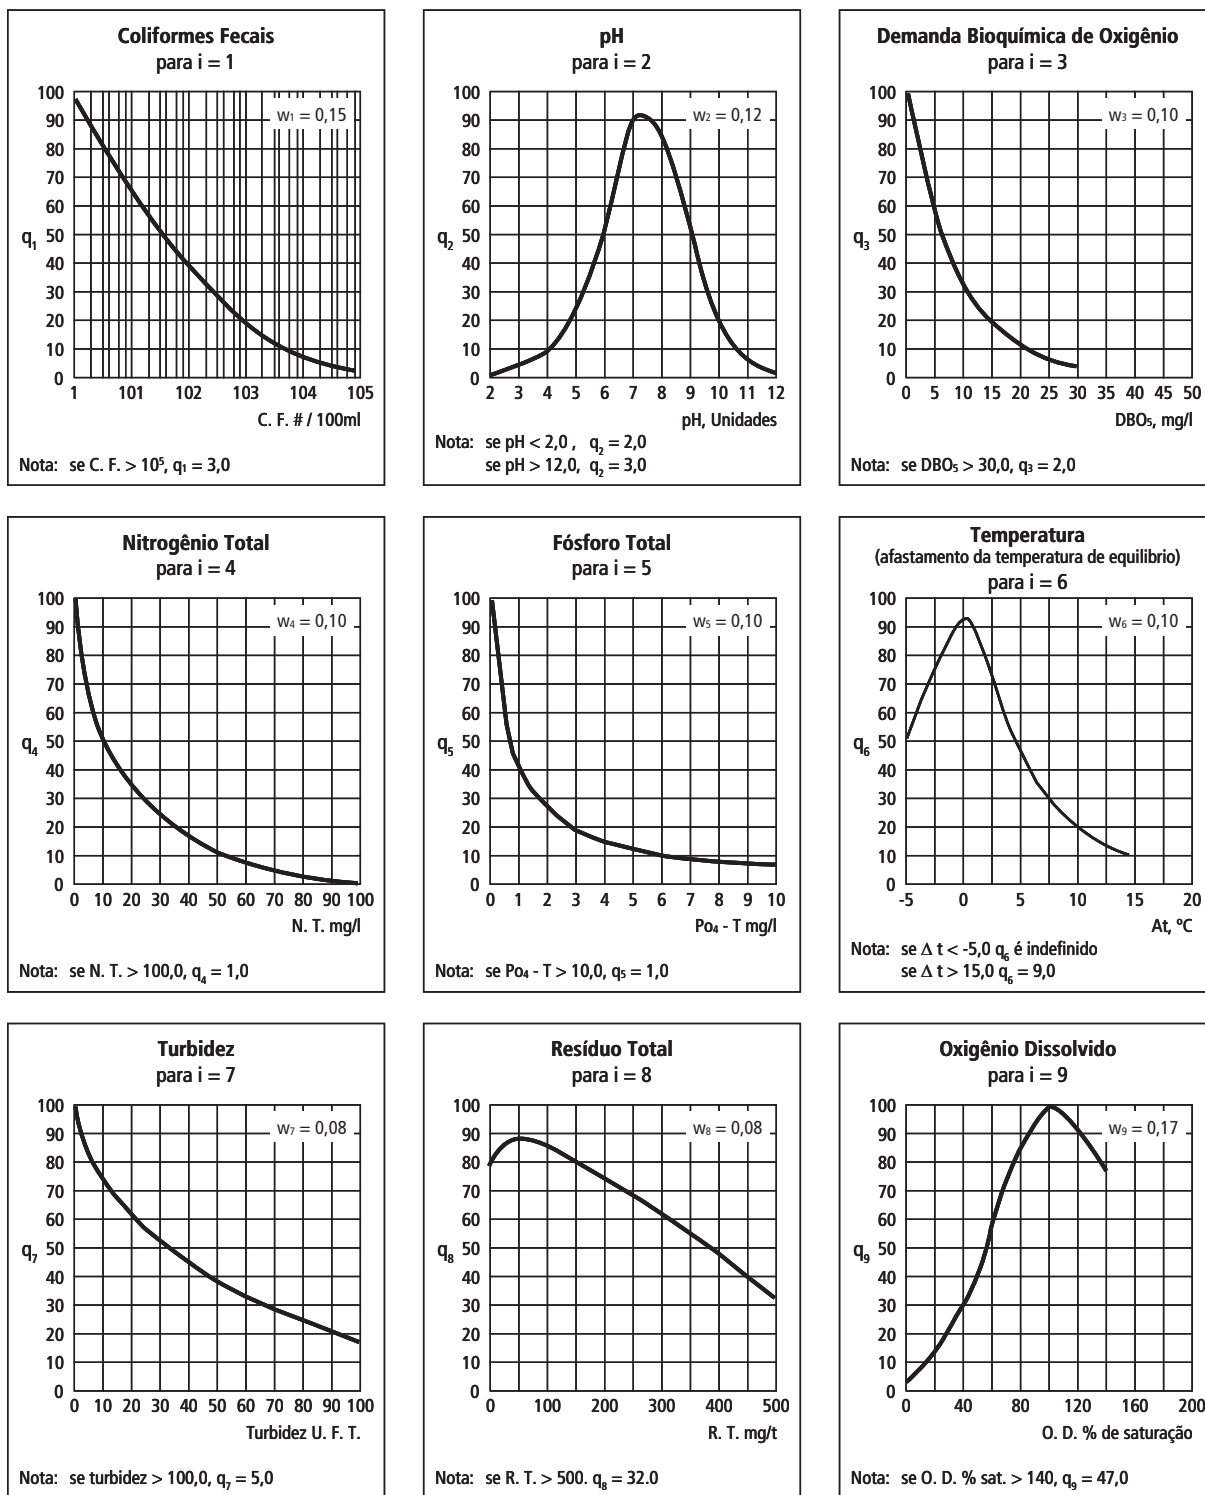 Coliformes Fecais
para i = 1
w₁ = 0,15
100
90
80
70
60
50
40
30
20
10
0
q₁
1 101 102 103 104 105
C. F. # / 100ml
Nota: se C. F. > 10⁵, q₁ = 3,0
pH
para i = 2
w₂ = 0,12
100
90
80
70
60
50
40
30
20
10
0
q₂
2 3 4 5 6 7 8 9 10 11 12
pH, Unidades
Nota: se pH < 2,0 , q₂ = 2,0
se pH > 12,0, q₂ = 3,0
Demanda Bioquímica de Oxigênio
para i = 3
w₃ = 0,10
100
90
80
70
60
50
40
30
20
10
0
q₃
0 5 10 15 20 25 30 35 40 45 50
DBO₅, mg/l
Nota: se DBO₅ > 30,0, q₃ = 2,0
Nitrogênio Total
para i = 4
w₄ = 0,10
100
90
80
70
60
50
40
30
20
10
0
q₄
0 10 20 30 40 50 60 70 80 90 100
N. T. mg/l
Nota: se N. T. > 100,0, q₄ = 1,0
Fósforo Total
para i = 5
w₅ = 0,10
100
90
80
70
60
50
40
30
20
10
0
q₅
0 1 2 3 4 5 6 7 8 9 10
Po₄ - T mg/l
Nota: se Po₄ - T > 10,0, q₅ = 1,0
Temperatura
(afastamento da temperatura de equilibrio)
para i = 6
w₆ = 0,10
100
90
80
70
60
50
40
30
20
10
0
q₆
-5 0 5 10 15 20
At, ºC
Nota: se Δ t < -5,0 q₆ é indefinido
se Δ t > 15,0 q₆ = 9,0
Turbidez
para i = 7
w₇ = 0,08
100
90
80
70
60
50
40
30
20
10
0
q₇
0 10 20 30 40 50 60 70 80 90 100
Turbidez U. F. T.
Nota: se turbidez > 100,0, q₇ = 5,0
Resíduo Total
para i = 8
w₈ = 0,08
100
90
80
70
60
50
40
30
20
10
0
q₈
0 100 200 300 400 500
R. T. mg/t
Nota: se R. T. > 500. q₈ = 32.0
Oxigênio Dissolvido
para i = 9
w₉ = 0,17
100
90
80
70
60
50
40
30
20
10
0
q₉
0 40 80 120 160 200
O. D. % de saturação
Nota: se O. D. % sat. > 140, q₉ = 47,0